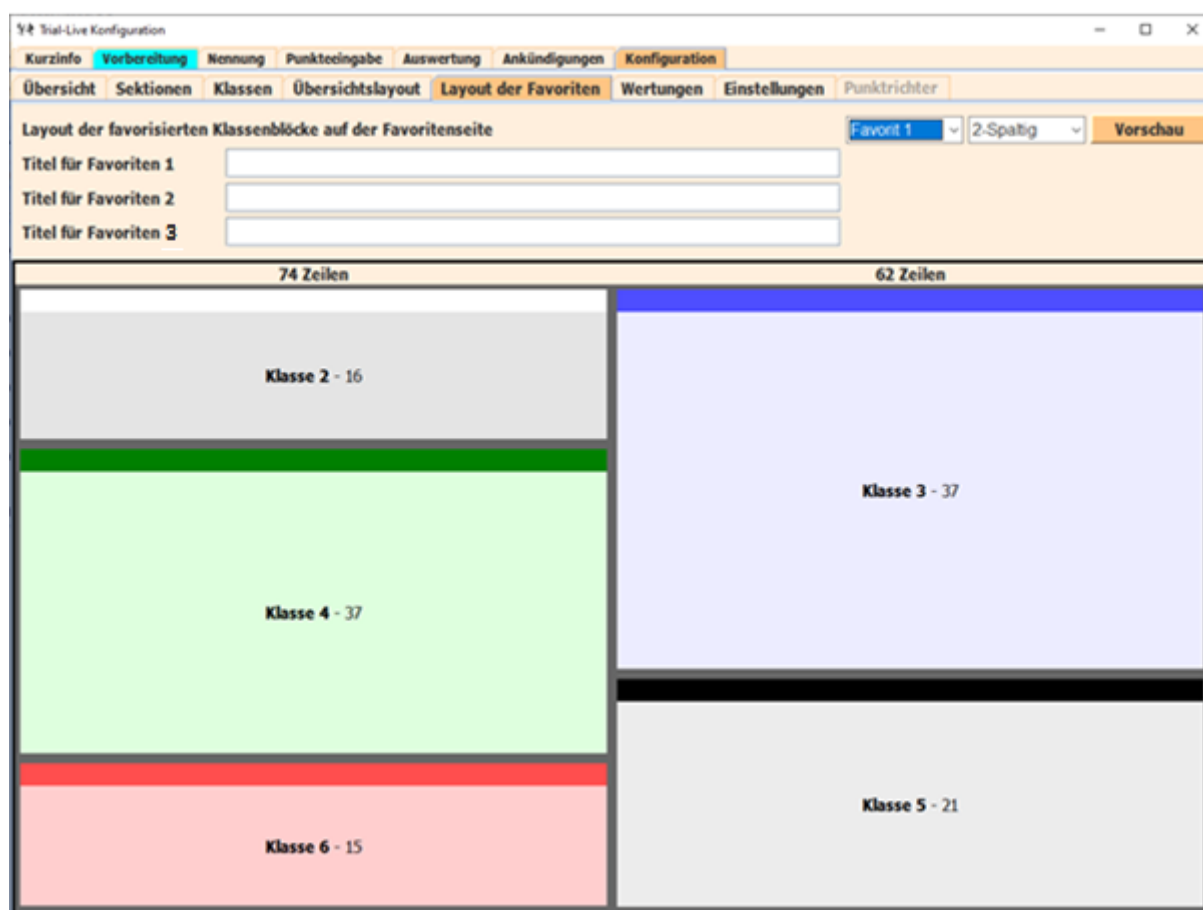 Trial-Live Konfiguration
Kurzinfo Vorbereitung Nennung Punkteeingabe Auswertung Ankündigungen Konfiguration
Übersicht Sektionen Klassen Übersichtslayout Layout der Favoriten Wertungen Einstellungen Punktrichter
Layout der favorisierten Klassenblöcke auf der Favoritenseite Favorit 1 2-Spaltig Vorschau
Titel für Favoriten 1
Titel für Favoriten 2
Titel für Favoriten 3
74 Zeilen 62 Zeilen
Klasse 2 - 16
Klasse 3 - 37
Klasse 4 - 37
Klasse 5 - 21
Klasse 6 - 15